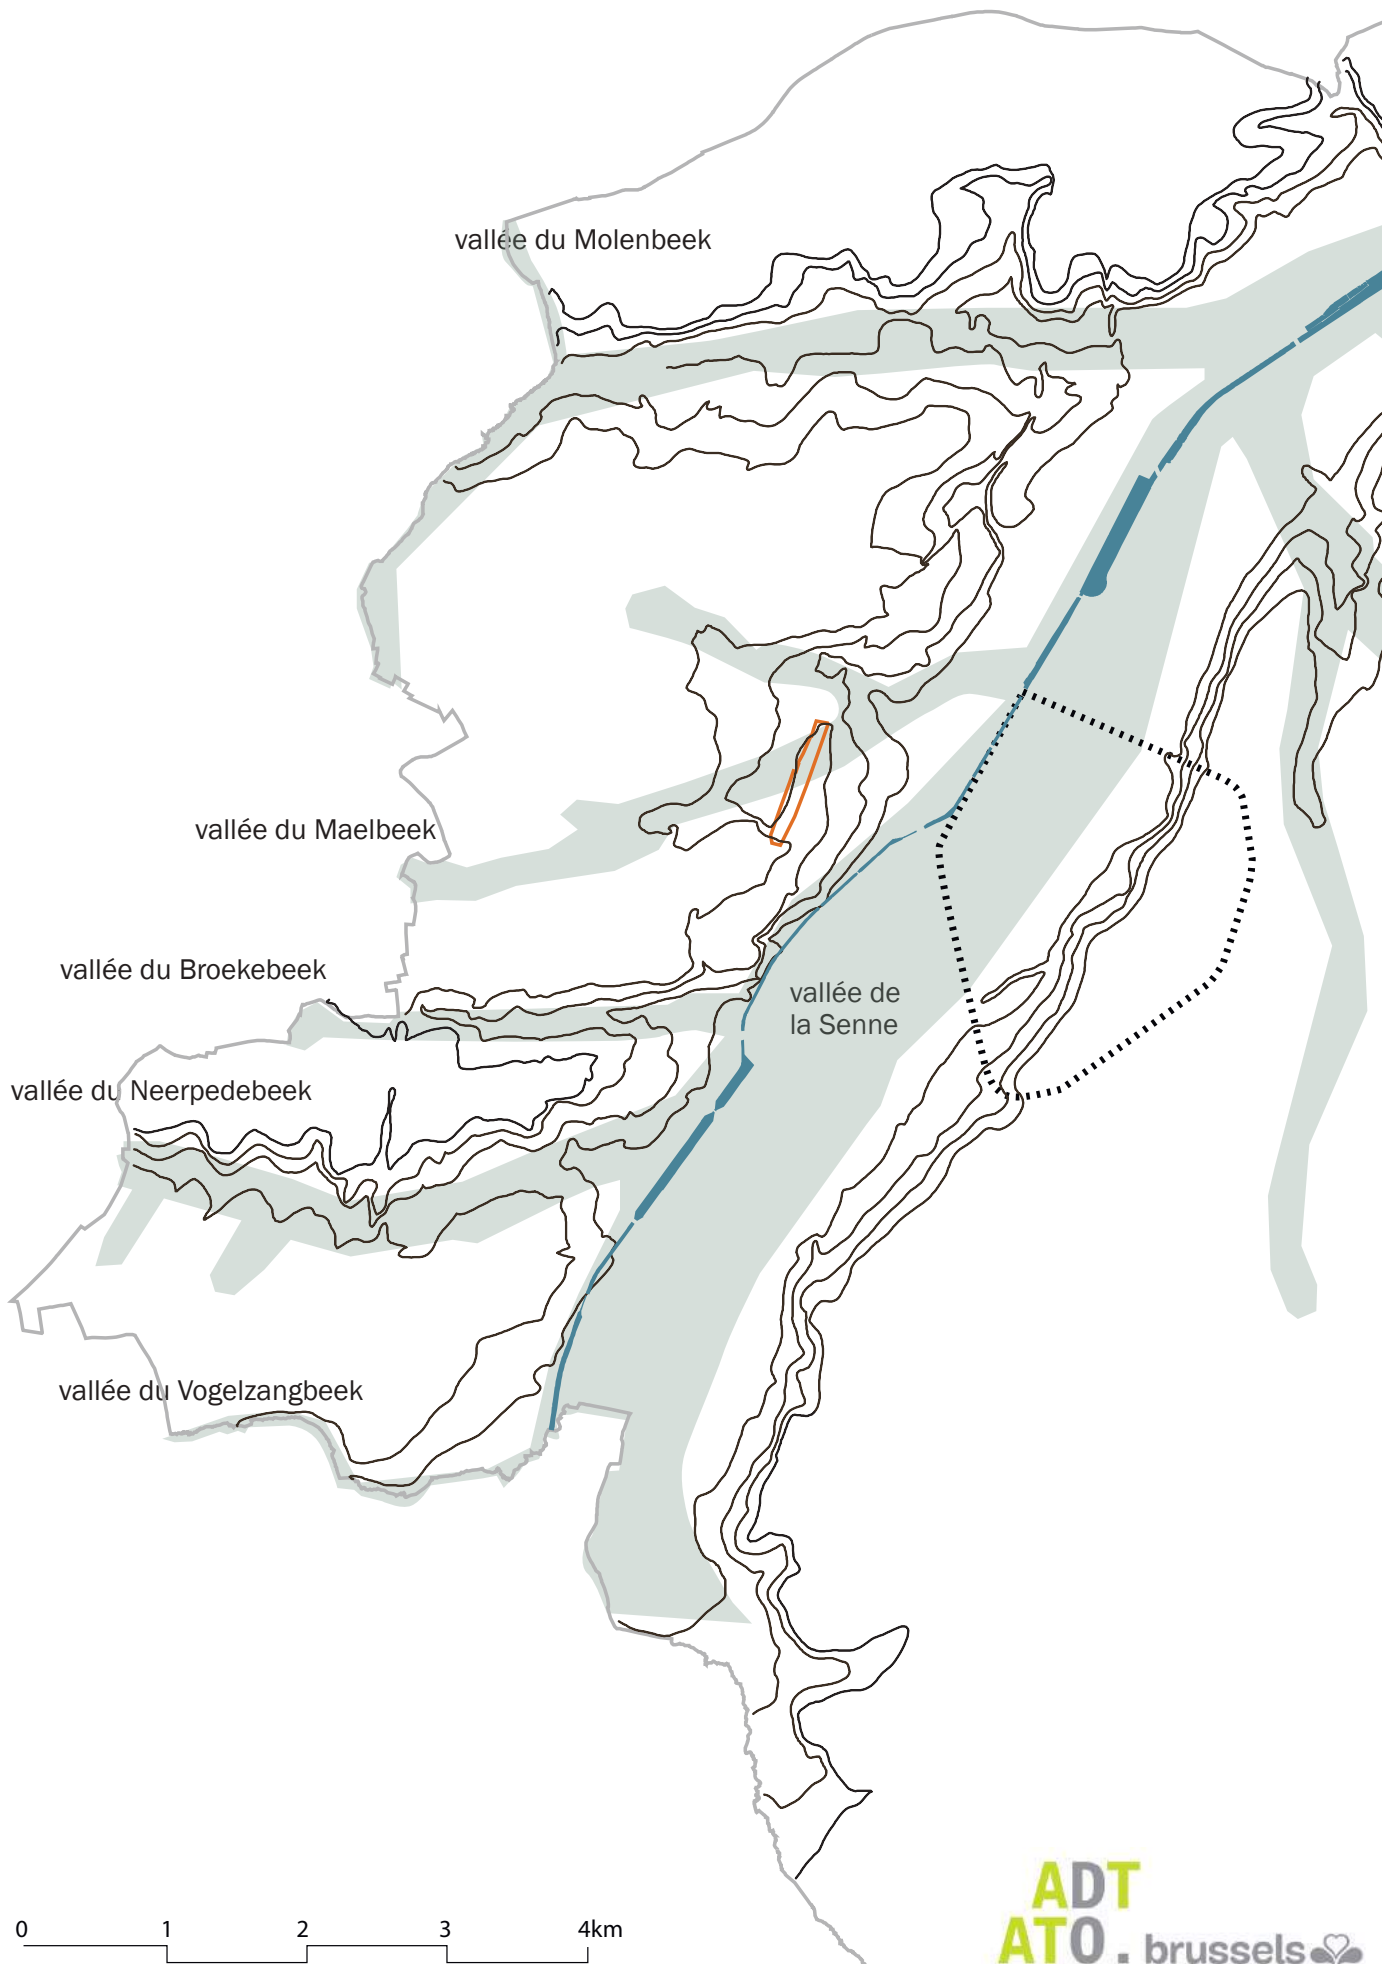 vallée du Molenbeek
vallée du Maelbeek
vallée du Broekebeek
vallée de
la Senne
vallée du Neerpedebeek
vallée du Vogelzangbeek
0 1 2 3 4km
ADT
ATO . brussels